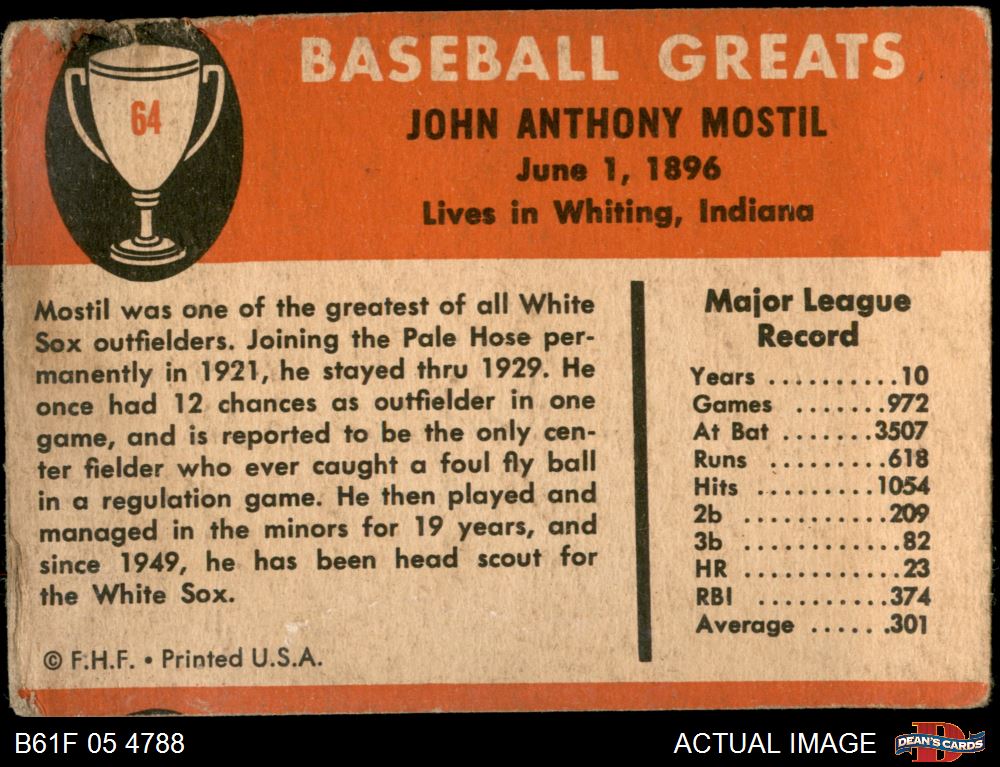 64
BASEBALL GREATS
JOHN ANTHONY MOSTIL
June 1, 1896
Lives in Whiting, Indiana
Mostil was one of the greatest of all White
Sox outfielders. Joining the Pale Hose per-
manently in 1921, he stayed thru 1929. He
once had 12 chances as outfielder in one
game, and is reported to be the only cen-
ter fielder who ever caught a foul fly ball
in a regulation game. He then played and
managed in the minors for 19 years, and
since 1949, he has been head scout for
the White Sox.
© F.H.F. • Printed U.S.A.
Major League
Record
Years ..........10
Games .......972
At Bat .......3507
Runs .........618
Hits .........1054
2b ...........209
3b ............82
HR ............23
RBI ..........374
Average ......301
B61F 05 4788
ACTUAL IMAGE
D
DEAN'S CARDS